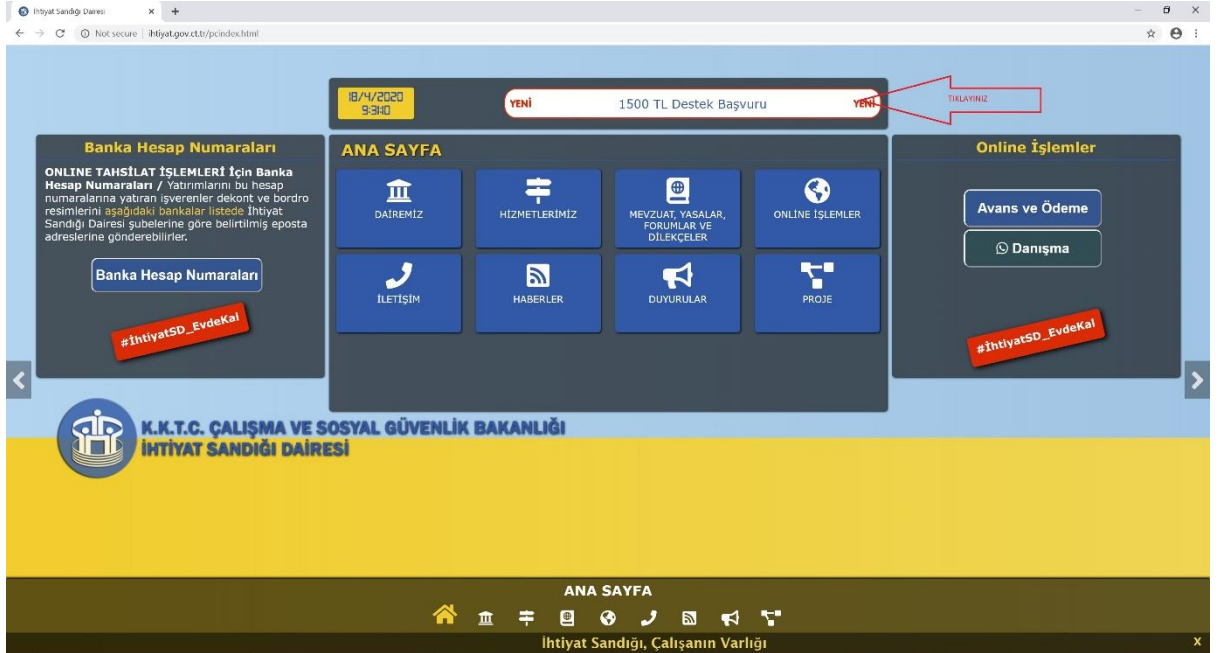 İhtiyat Sandığı Dairesi
Not secure | ihtiyat.gov.ct.tr/pcindex.html
18/4/2020
9:31:10
YENİ 1500 TL Destek Başvuru YENİ
TIKLAYINIZ
Banka Hesap Numaraları
ONLINE TAHSİLAT İŞLEMLERİ İçin Banka
Hesap Numaraları / Yatırımlarını bu hesap
numaralarına yatıran işverenler dekont ve bordro
resimlerini aşağıdaki bankalar listede İhtiyat
Sandığı Dairesi şubelerine göre belirtilmiş eposta
adreslerine gönderebilirler.
Banka Hesap Numaraları
#İhtiyatSD_EvdeKal
ANA SAYFA
DAİREMİZ
HİZMETLERİMİZ
MEVZUAT, YASALAR,
FORUMLAR VE
DİLEKÇELER
ONLİNE İŞLEMLER
İLETİŞİM
HABERLER
DUYURULAR
PROJE
Online İşlemler
Avans ve Ödeme
Danışma
#İhtiyatSD_EvdeKal
K.K.T.C. ÇALIŞMA VE SOSYAL GÜVENLİK BAKANLIĞI
İHTİYAT SANDIĞI DAİRESİ
ANA SAYFA
İhtiyat Sandığı, Çalışanın Varlığı
X